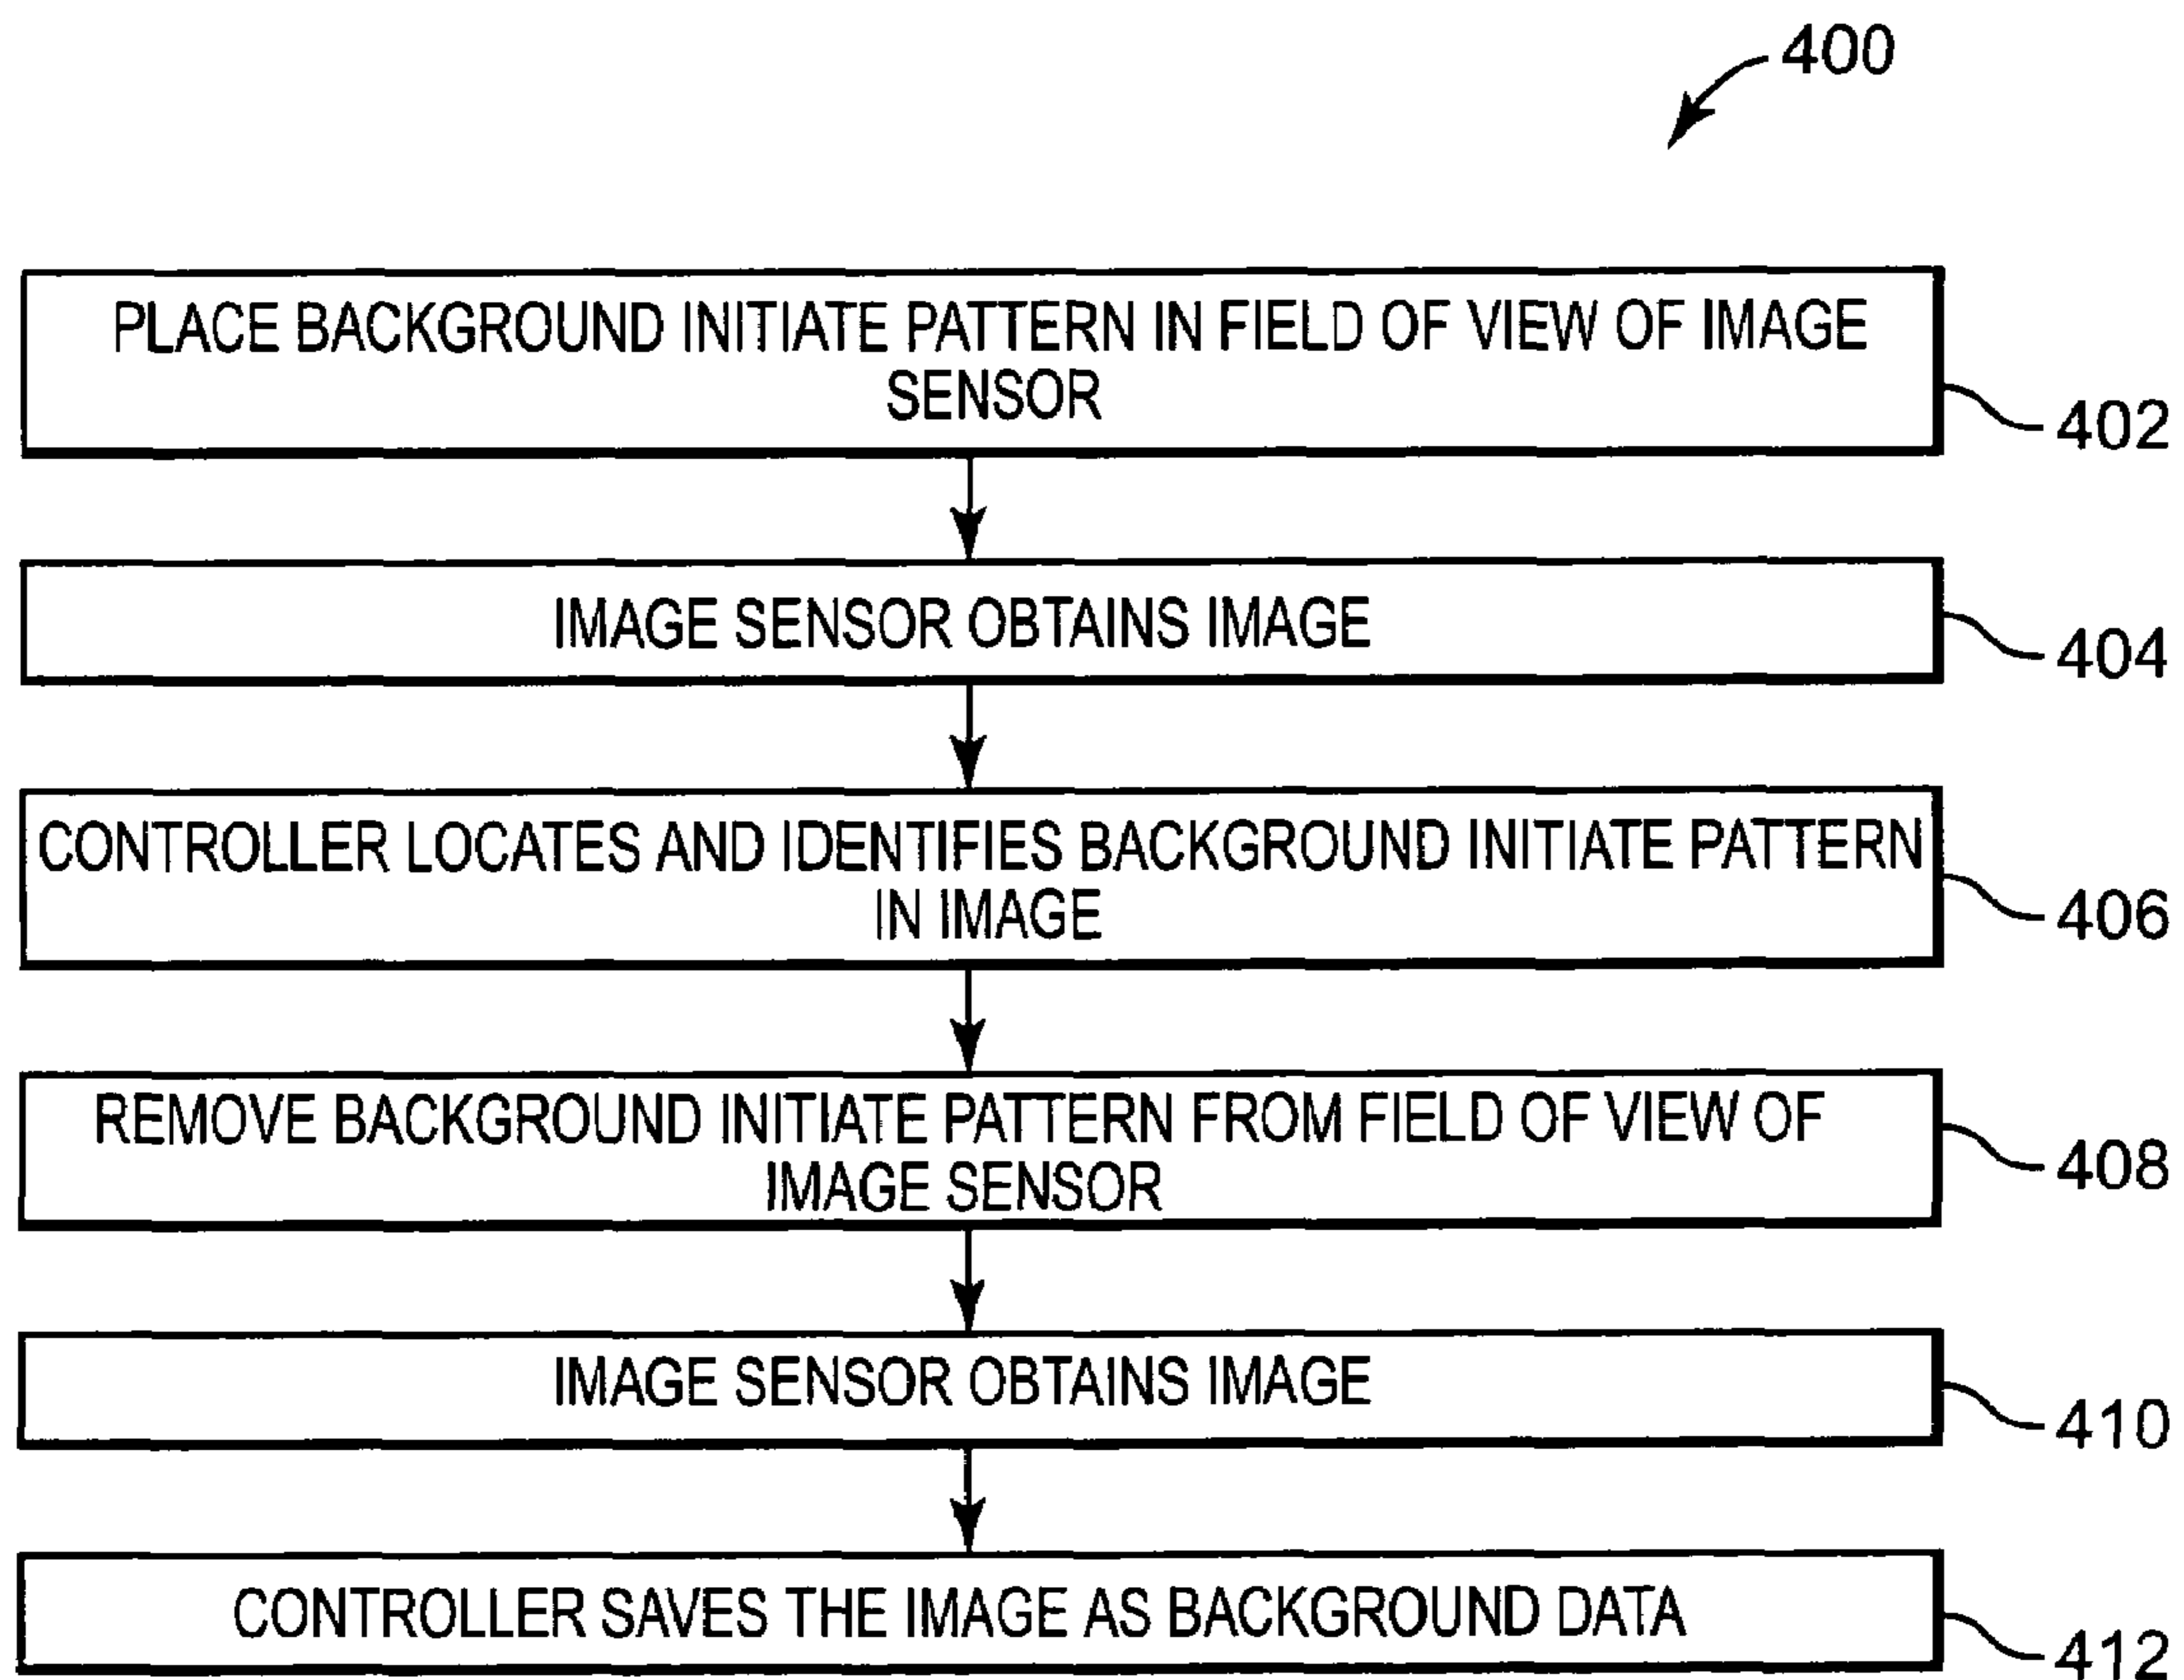 400
PLACE BACKGROUND INITIATE PATTERN IN FIELD OF VIEW OF IMAGE
SENSOR
402
IMAGE SENSOR OBTAINS IMAGE
404
CONTROLLER LOCATES AND IDENTIFIES BACKGROUND INITIATE PATTERN
IN IMAGE
406
REMOVE BACKGROUND INITIATE PATTERN FROM FIELD OF VIEW OF
IMAGE SENSOR
408
IMAGE SENSOR OBTAINS IMAGE
410
CONTROLLER SAVES THE IMAGE AS BACKGROUND DATA
412